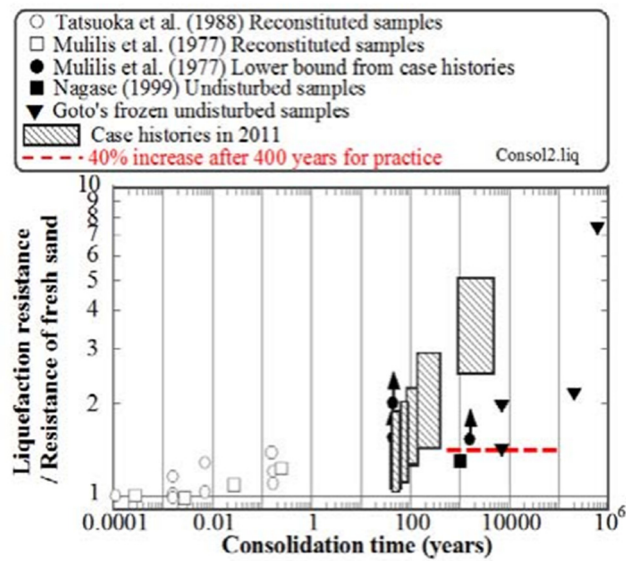 Tatsuoka et al. (1988) Reconstituted samples
Mulilis et al. (1977) Reconstituted samples
Mulilis et al. (1977) Lower bound from case histories
Nagase (1999) Undisturbed samples
Goto's frozen undisturbed samples
Case histories in 2011
40% increase after 400 years for practice Consol2.liq
10
9
8
7
6
5
4
3
2
1
Liquefaction resistance
/ Resistance of fresh sand
0.0001 0.01 1 100 10000 10⁶
Consolidation time (years)